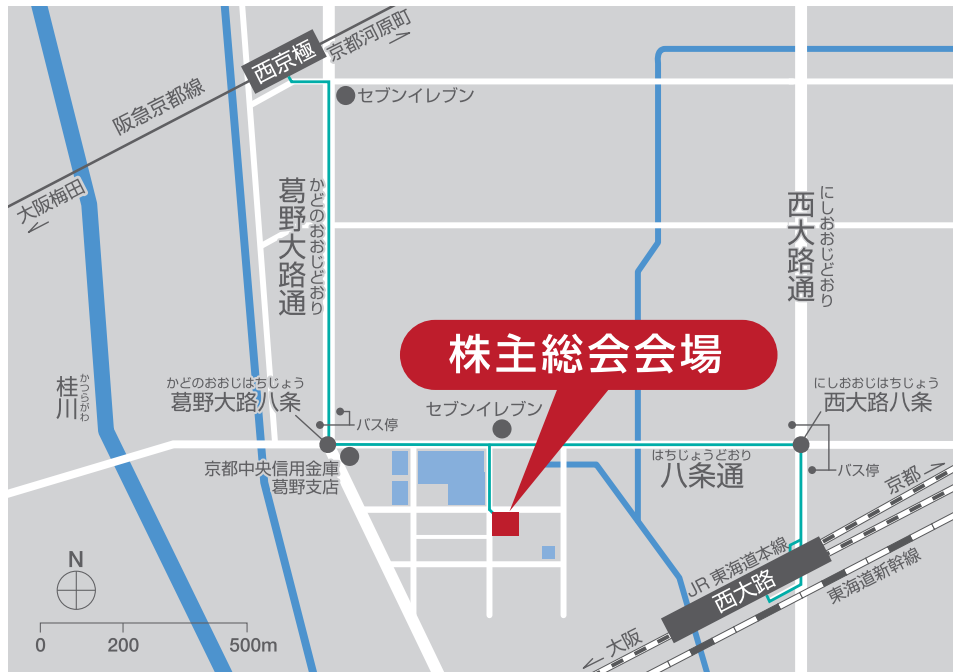 京都河原町
西京極
阪急京都線
大阪梅田
セブンイレブン
かどのおおじどおり
葛野大路通
にしおおじどおり
西大路通
株主総会会場
かつらがわ
桂川
かどのおおじはちじょう
葛野大路八条
バス停
セブンイレブン
にしおおじはちじょう
西大路八条
バス停
京都中央信用金庫
葛野支店
はちじょうどおり
八条通
京都
JR 東海道本線
西大路
東海道新幹線
大阪
N
0 200 500m